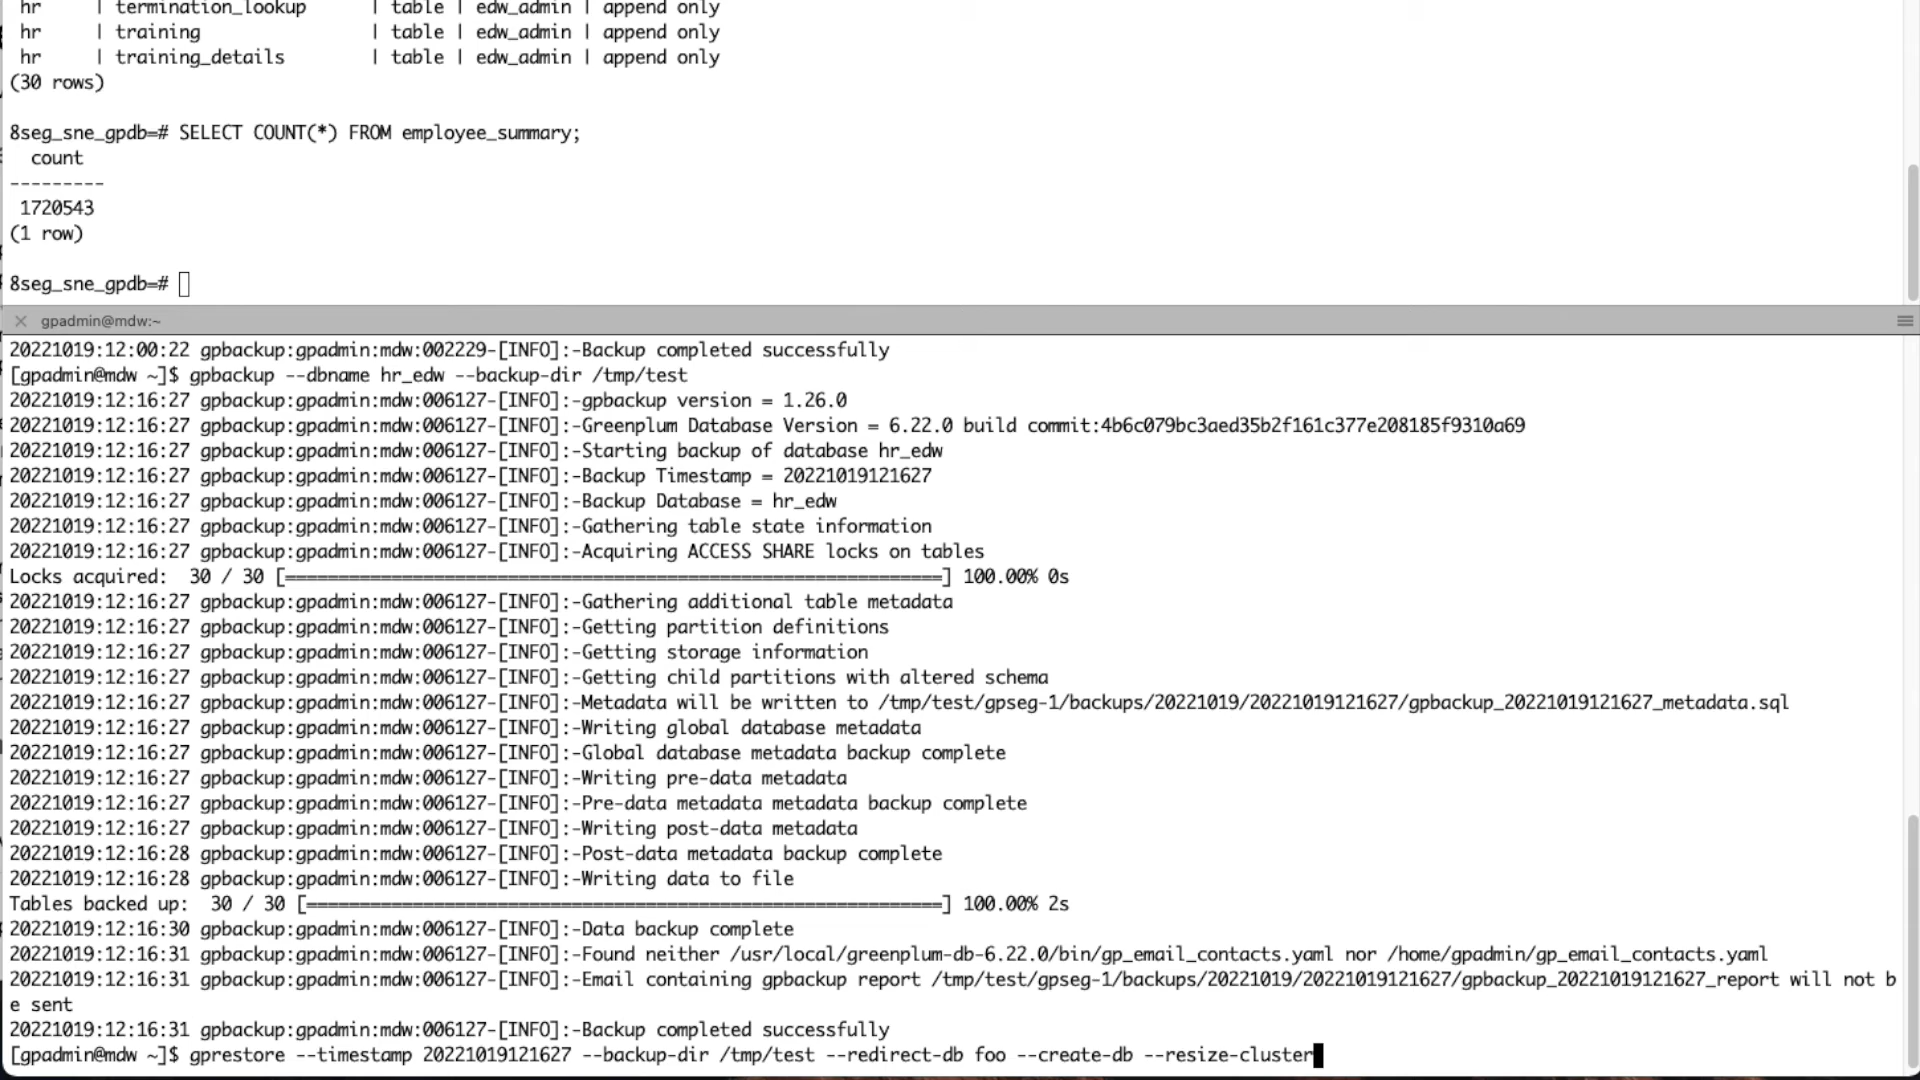 hr      | termination_lookup      | table | edw_admin | append only
hr      | training                | table | edw_admin | append only
hr      | training_details        | table | edw_admin | append only
(30 rows)
8seg_sne_gpdb=# SELECT COUNT(*) FROM employee_summary;
count
---------
1720543
(1 row)
8seg_sne_gpdb=#
gpadmin@mdw:~
20221019:12:00:22 gpbackup:gpadmin:mdw:002229-[INFO]:-Backup completed successfully
[gpadmin@mdw ~]$ gpbackup --dbname hr_edw --backup-dir /tmp/test
20221019:12:16:27 gpbackup:gpadmin:mdw:006127-[INFO]:-gpbackup version = 1.26.0
20221019:12:16:27 gpbackup:gpadmin:mdw:006127-[INFO]:-Greenplum Database Version = 6.22.0 build commit:4b6c079bc3aed35b2f161c377e208185f9310a69
20221019:12:16:27 gpbackup:gpadmin:mdw:006127-[INFO]:-Starting backup of database hr_edw
20221019:12:16:27 gpbackup:gpadmin:mdw:006127-[INFO]:-Backup Timestamp = 20221019121627
20221019:12:16:27 gpbackup:gpadmin:mdw:006127-[INFO]:-Backup Database = hr_edw
20221019:12:16:27 gpbackup:gpadmin:mdw:006127-[INFO]:-Gathering table state information
20221019:12:16:27 gpbackup:gpadmin:mdw:006127-[INFO]:-Acquiring ACCESS SHARE locks on tables
Locks acquired:  30 / 30 [==============================================================] 100.00% 0s
20221019:12:16:27 gpbackup:gpadmin:mdw:006127-[INFO]:-Gathering additional table metadata
20221019:12:16:27 gpbackup:gpadmin:mdw:006127-[INFO]:-Getting partition definitions
20221019:12:16:27 gpbackup:gpadmin:mdw:006127-[INFO]:-Getting storage information
20221019:12:16:27 gpbackup:gpadmin:mdw:006127-[INFO]:-Getting child partitions with altered schema
20221019:12:16:27 gpbackup:gpadmin:mdw:006127-[INFO]:-Metadata will be written to /tmp/test/gpseg-1/backups/20221019/20221019121627/gpbackup_20221019121627_metadata.sql
20221019:12:16:27 gpbackup:gpadmin:mdw:006127-[INFO]:-Writing global database metadata
20221019:12:16:27 gpbackup:gpadmin:mdw:006127-[INFO]:-Global database metadata backup complete
20221019:12:16:27 gpbackup:gpadmin:mdw:006127-[INFO]:-Writing pre-data metadata
20221019:12:16:27 gpbackup:gpadmin:mdw:006127-[INFO]:-Pre-data metadata metadata backup complete
20221019:12:16:27 gpbackup:gpadmin:mdw:006127-[INFO]:-Writing post-data metadata
20221019:12:16:28 gpbackup:gpadmin:mdw:006127-[INFO]:-Post-data metadata backup complete
20221019:12:16:28 gpbackup:gpadmin:mdw:006127-[INFO]:-Writing data to file
Tables backed up:  30 / 30 [============================================================] 100.00% 2s
20221019:12:16:30 gpbackup:gpadmin:mdw:006127-[INFO]:-Data backup complete
20221019:12:16:31 gpbackup:gpadmin:mdw:006127-[INFO]:-Found neither /usr/local/greenplum-db-6.22.0/bin/gp_email_contacts.yaml nor /home/gpadmin/gp_email_contacts.yaml
20221019:12:16:31 gpbackup:gpadmin:mdw:006127-[INFO]:-Email containing gpbackup report /tmp/test/gpseg-1/backups/20221019/20221019121627/gpbackup_20221019121627_report will not b
e sent
20221019:12:16:31 gpbackup:gpadmin:mdw:006127-[INFO]:-Backup completed successfully
[gpadmin@mdw ~]$ gprestore --timestamp 20221019121627 --backup-dir /tmp/test --redirect-db foo --create-db --resize-cluster